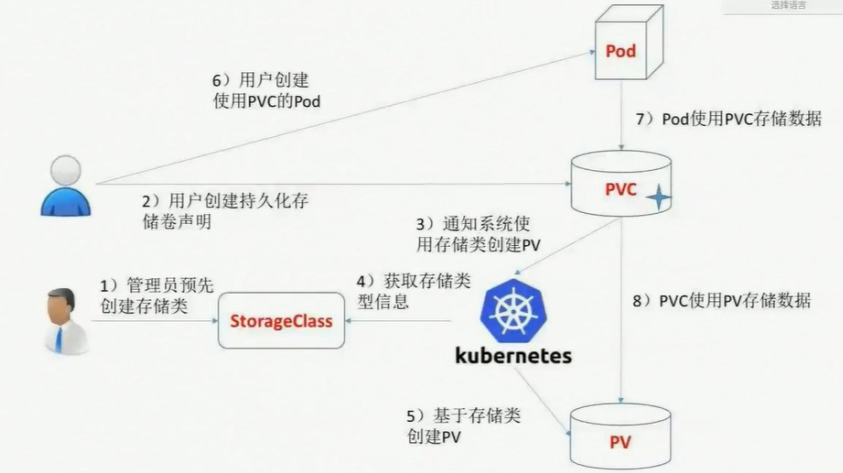 选择语言
Pod
6）用户创建
使用PVC的Pod
7）Pod使用PVC存储数据
PVC
2）用户创建持久化存
储卷声明
3）通知系统使
用存储类创建PV
1）管理员预先
创建存储类
StorageClass
4）获取存储类
型信息
kubernetes
8）PVC使用PV存储数据
5）基于存储类
创建PV
PV